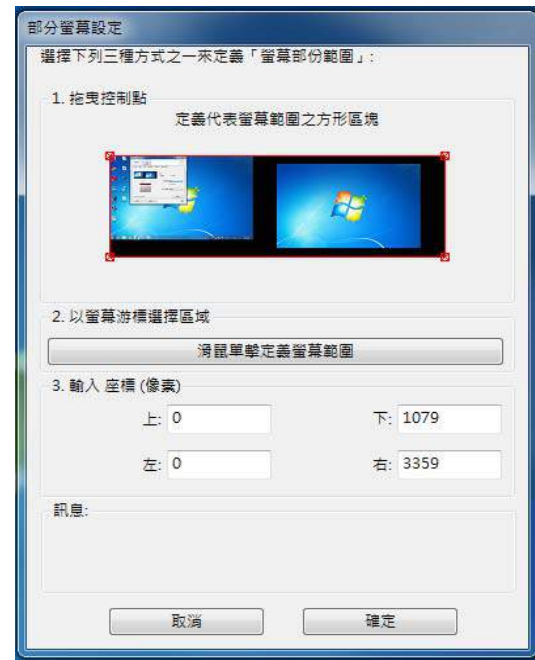 部分螢幕設定
選擇下列三種方式之一來定義「螢幕部份範圍」:
1. 拖曳控制點
定義代表螢幕範圍之方形區塊
2. 以螢幕游標選擇區域
滑鼠單擊定義螢幕範圍
3. 輸入 座標 (像素)
上: 0 下: 1079
左: 0 右: 3359
訊息:
取消 確定